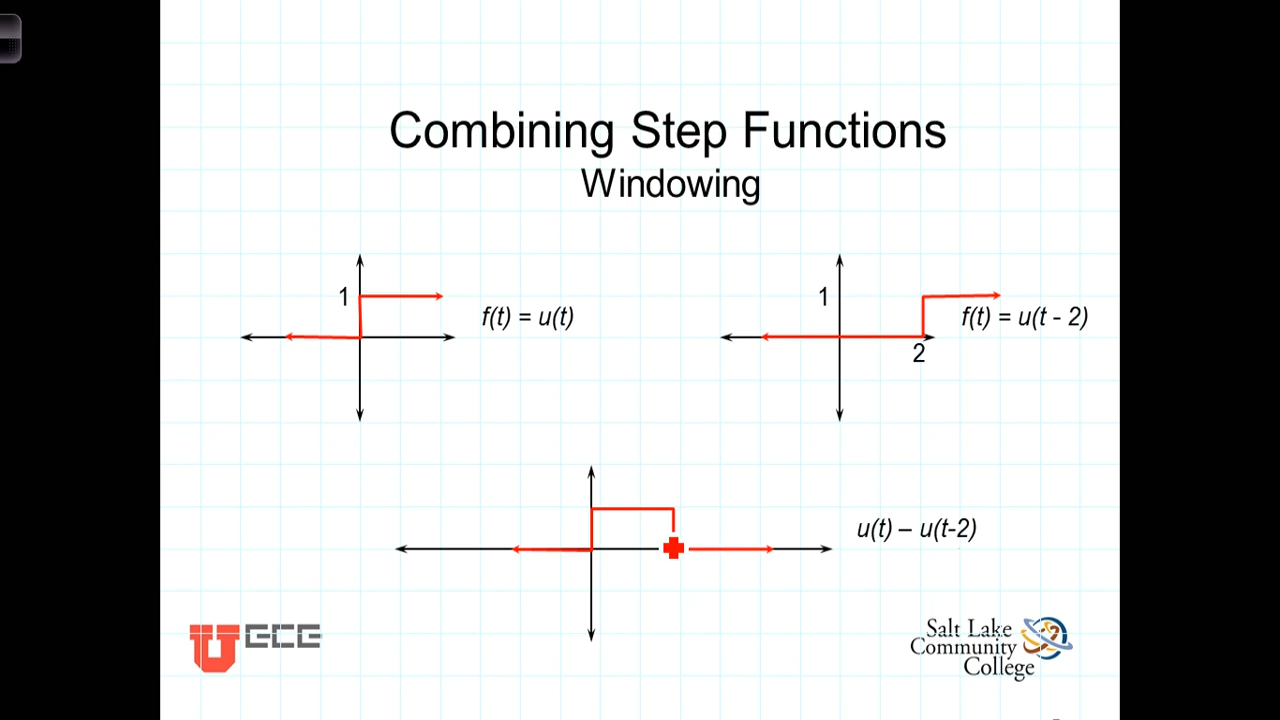 Combining Step Functions
Windowing
1
f(t) = u(t)
1
f(t) = u(t - 2)
2
u(t) – u(t-2)
U ECE
Salt Lake
Community
College